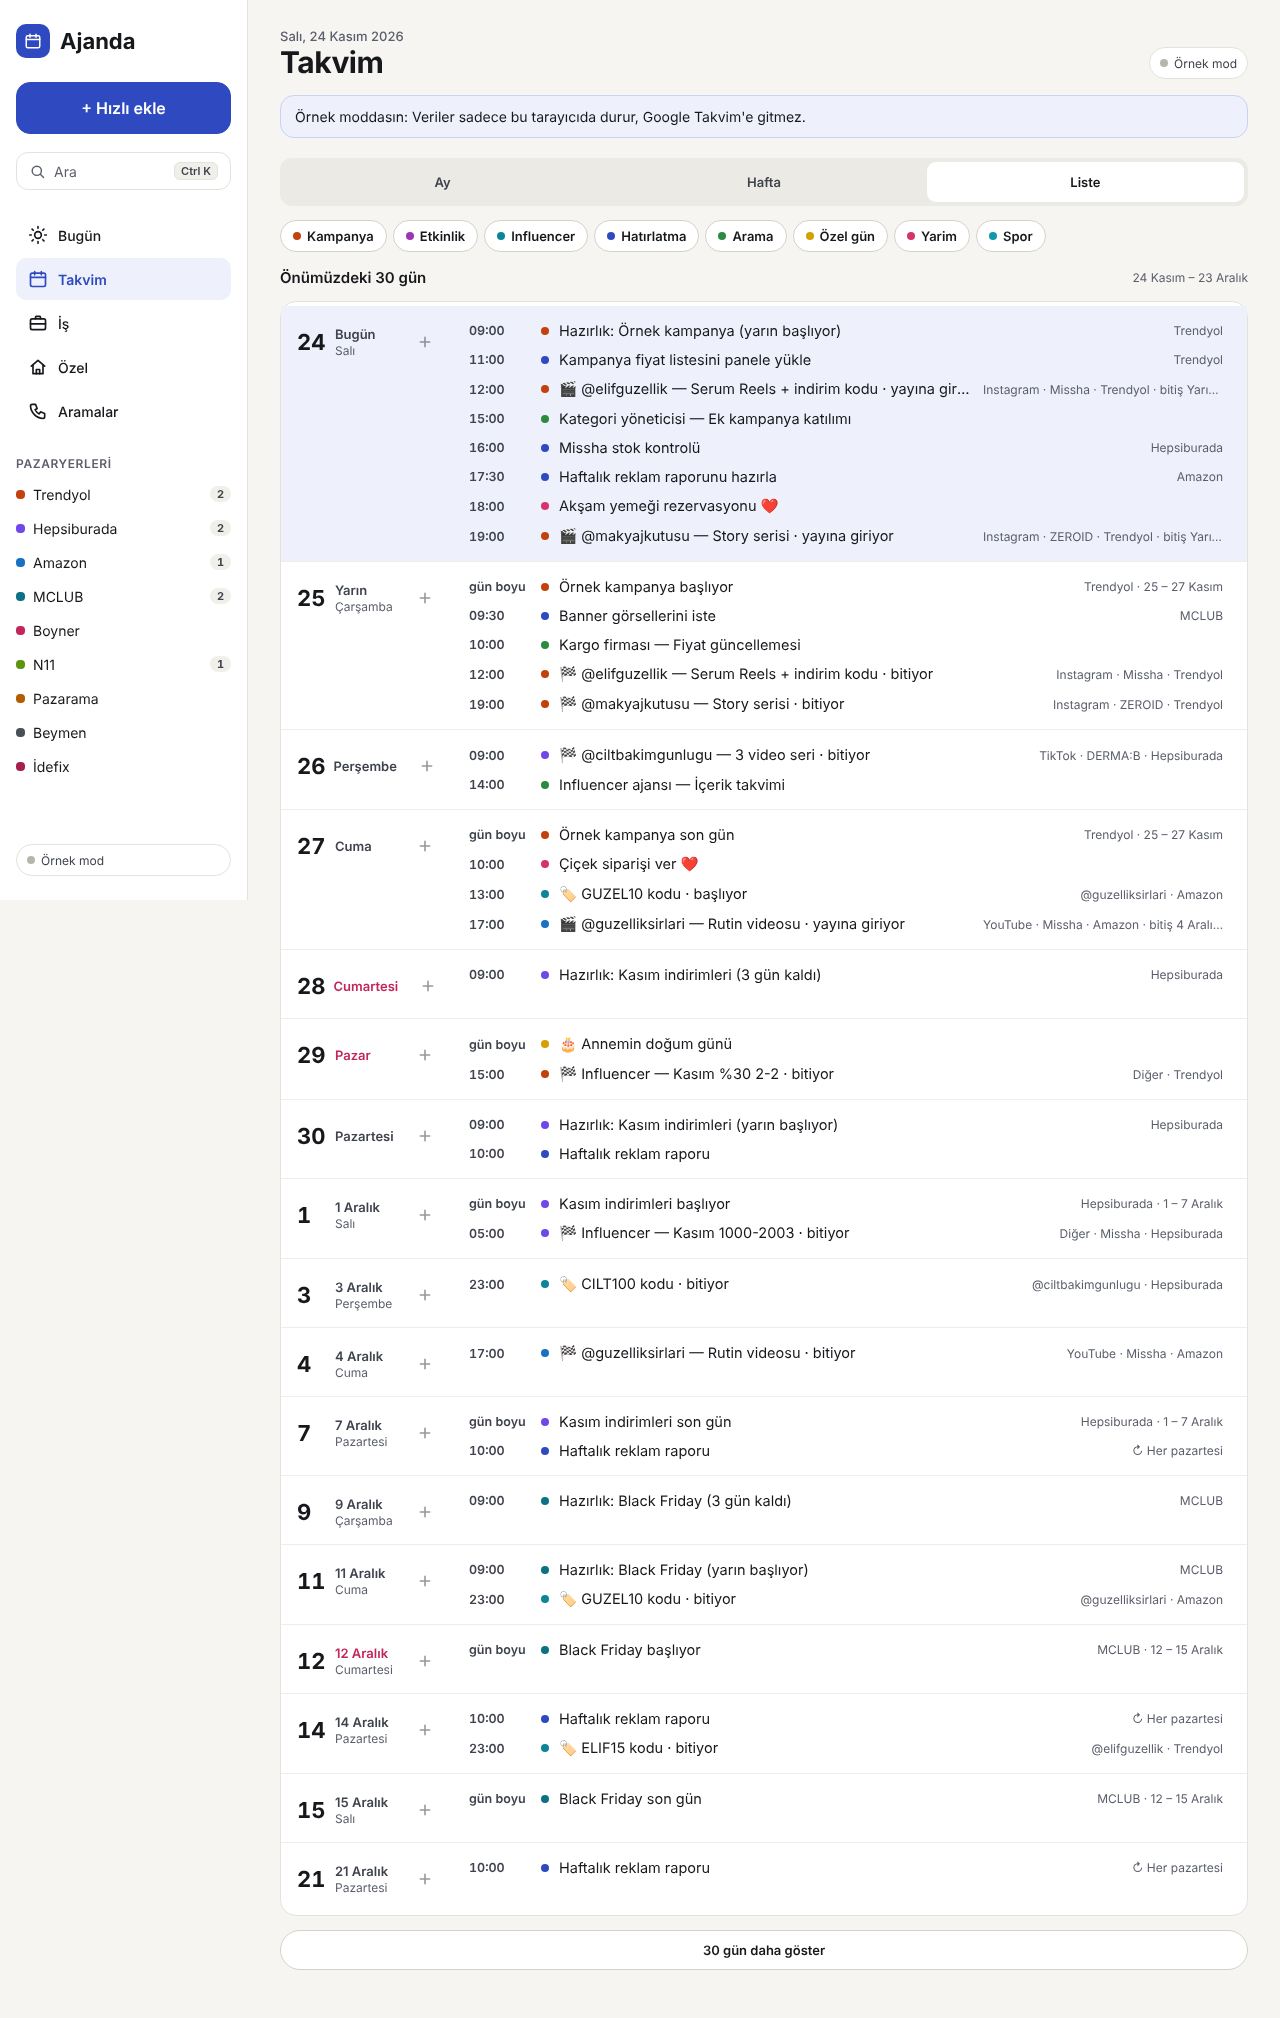 Ajanda
+ Hızlı ekle
Ara
Ctrl K
Bugün
Takvim
İş
Özel
Aramalar
PAZARYERLERİ
Trendyol 2
Hepsiburada 2
Amazon 1
MCLUB 2
Boyner
N11 1
Pazarama
Beymen
İdefix
Örnek mod
Salı, 24 Kasım 2026
Takvim
Örnek mod
Örnek moddasın: Veriler sadece bu tarayıcıda durur, Google Takvim'e gitmez.
Ay Hafta Liste
Kampanya Etkinlik Influencer Hatırlatma Arama Özel gün Yarim Spor
Önümüzdeki 30 gün 24 Kasım – 23 Aralık
24 Bugün
Salı
+
09:00 Hazırlık: Örnek kampanya (yarın başlıyor) Trendyol
11:00 Kampanya fiyat listesini panele yükle Trendyol
12:00 🎬 @elifguzellik — Serum Reels + indirim kodu · yayına gir... Instagram · Missha · Trendyol · bitiş Yarı...
15:00 Kategori yöneticisi — Ek kampanya katılımı
16:00 Missha stok kontrolü Hepsiburada
17:30 Haftalık reklam raporunu hazırla Amazon
18:00 Akşam yemeği rezervasyonu ❤️
19:00 🎬 @makyajkutusu — Story serisi · yayına giriyor Instagram · ZEROID · Trendyol · bitiş Yarı...
25 Yarın
Çarşamba
+
gün boyu Örnek kampanya başlıyor Trendyol · 25 – 27 Kasım
09:30 Banner görsellerini iste MCLUB
10:00 Kargo firması — Fiyat güncellemesi
12:00 🏁 @elifguzellik — Serum Reels + indirim kodu · bitiyor Instagram · Missha · Trendyol
19:00 🏁 @makyajkutusu — Story serisi · bitiyor Instagram · ZEROID · Trendyol
26 Perşembe +
09:00 🏁 @ciltbakimgunlugu — 3 video seri · bitiyor TikTok · DERMA:B · Hepsiburada
14:00 Influencer ajansı — İçerik takvimi
27 Cuma +
gün boyu Örnek kampanya son gün Trendyol · 25 – 27 Kasım
10:00 Çiçek siparişi ver ❤️
13:00 🏷️ GUZEL10 kodu · başlıyor @guzelliksirlari · Amazon
17:00 🎬 @guzelliksirlari — Rutin videosu · yayına giriyor YouTube · Missha · Amazon · bitiş 4 Aralı...
28 Cumartesi +
09:00 Hazırlık: Kasım indirimleri (3 gün kaldı) Hepsiburada
29 Pazar +
gün boyu 🎂 Annemin doğum günü
15:00 🏁 Influencer — Kasım %30 2-2 · bitiyor Diğer · Trendyol
30 Pazartesi +
09:00 Hazırlık: Kasım indirimleri (yarın başlıyor) Hepsiburada
10:00 Haftalık reklam raporu
1 1 Aralık
Salı
+
gün boyu Kasım indirimleri başlıyor Hepsiburada · 1 – 7 Aralık
05:00 🏁 Influencer — Kasım 1000-2003 · bitiyor Diğer · Missha · Hepsiburada
3 3 Aralık
Perşembe
+
23:00 🏷️ CILT100 kodu · bitiyor @ciltbakimgunlugu · Hepsiburada
4 4 Aralık
Cuma
+
17:00 🏁 @guzelliksirlari — Rutin videosu · bitiyor YouTube · Missha · Amazon
7 7 Aralık
Pazartesi
+
gün boyu Kasım indirimleri son gün Hepsiburada · 1 – 7 Aralık
10:00 Haftalık reklam raporu ↻ Her pazartesi
9 9 Aralık
Çarşamba
+
09:00 Hazırlık: Black Friday (3 gün kaldı) MCLUB
11 11 Aralık
Cuma
+
09:00 Hazırlık: Black Friday (yarın başlıyor) MCLUB
23:00 🏷️ GUZEL10 kodu · bitiyor @guzelliksirlari · Amazon
12 12 Aralık
Cumartesi
+
gün boyu Black Friday başlıyor MCLUB · 12 – 15 Aralık
14 14 Aralık
Pazartesi
+
10:00 Haftalık reklam raporu ↻ Her pazartesi
23:00 🏷️ ELIF15 kodu · bitiyor @elifguzellik · Trendyol
15 15 Aralık
Salı
+
gün boyu Black Friday son gün MCLUB · 12 – 15 Aralık
21 21 Aralık
Pazartesi
+
10:00 Haftalık reklam raporu ↻ Her pazartesi
30 gün daha göster